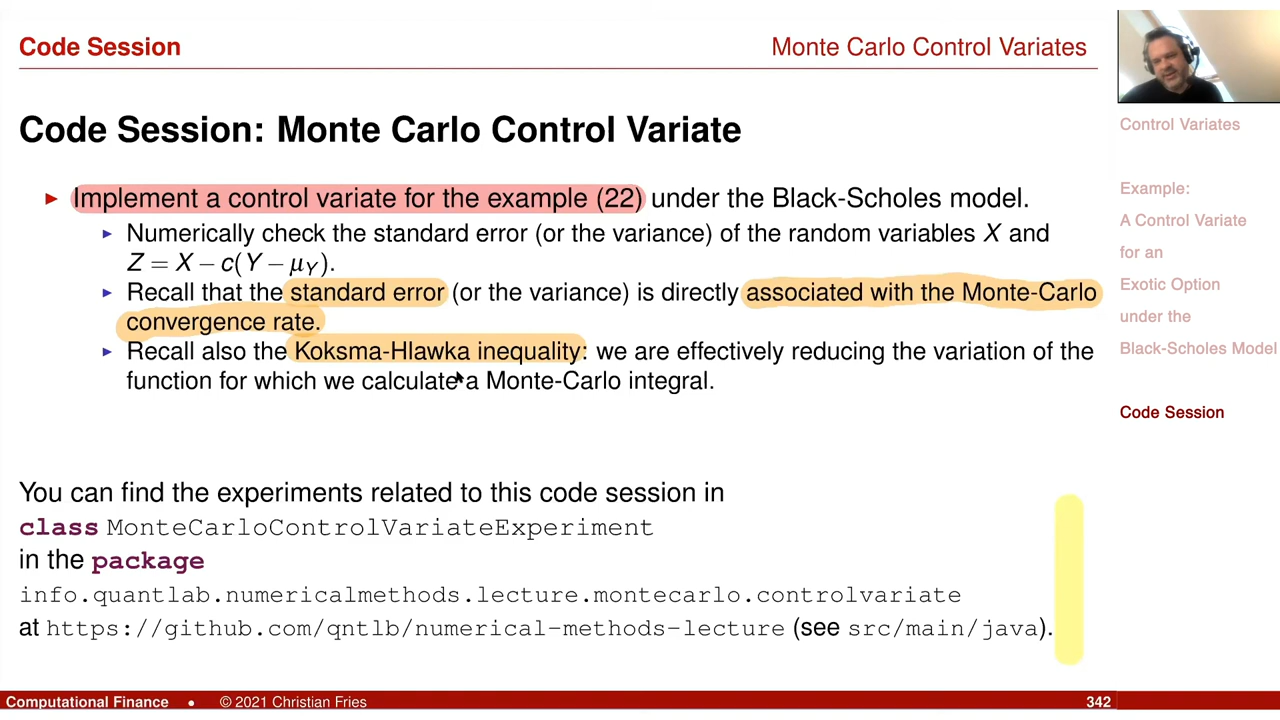 Code Session
Monte Carlo Control Variates
Code Session: Monte Carlo Control Variate
Implement a control variate for the example (22) under the Black-Scholes model.
Numerically check the standard error (or the variance) of the random variables X and
Z = X − c(Y − μ_Y).
Recall that the standard error (or the variance) is directly associated with the Monte-Carlo
convergence rate.
Recall also the Koksma-Hlawka inequality: we are effectively reducing the variation of the
function for which we calculate a Monte-Carlo integral.
You can find the experiments related to this code session in
class MonteCarloControlVariateExperiment
in the package
info.quantlab.numericalmethods.lecture.montecarlo.controlvariate
at https://github.com/qntlb/numerical-methods-lecture (see src/main/java).
Control Variates
Example:
A Control Variate
for an
Exotic Option
under the
Black-Scholes Model
Code Session
Computational Finance • © 2021 Christian Fries
342